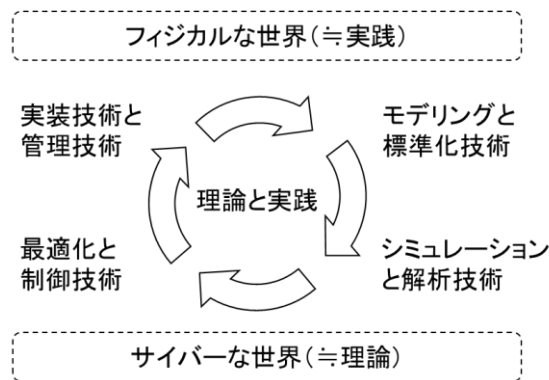 フィジカルな世界(≒実践)
実装技術と
管理技術
モデリングと
標準化技術
理論と実践
最適化と
制御技術
シミュレーション
と解析技術
サイバーな世界(≒理論)